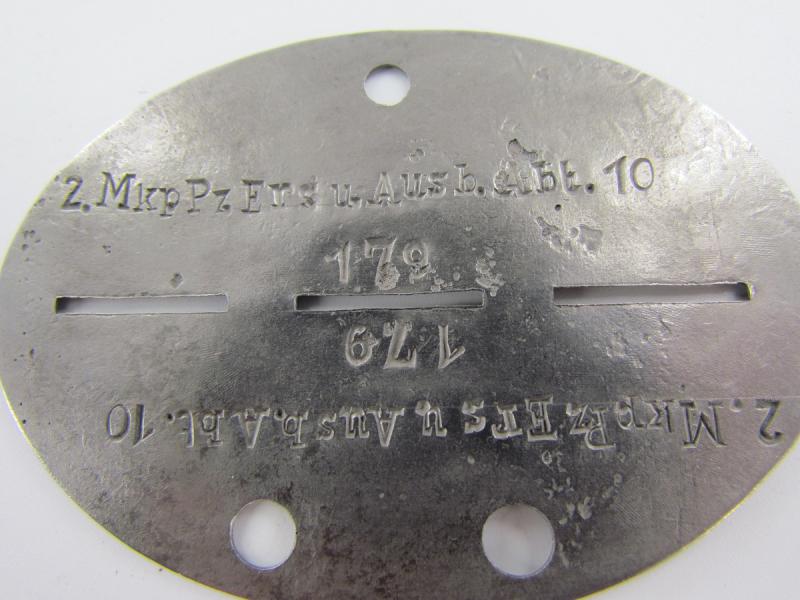 2. Mkp Pz Ers u. Ausb. Abt. 10
179
179
2. Mkp. Pz. Ers u. Ausb. Abt. 10